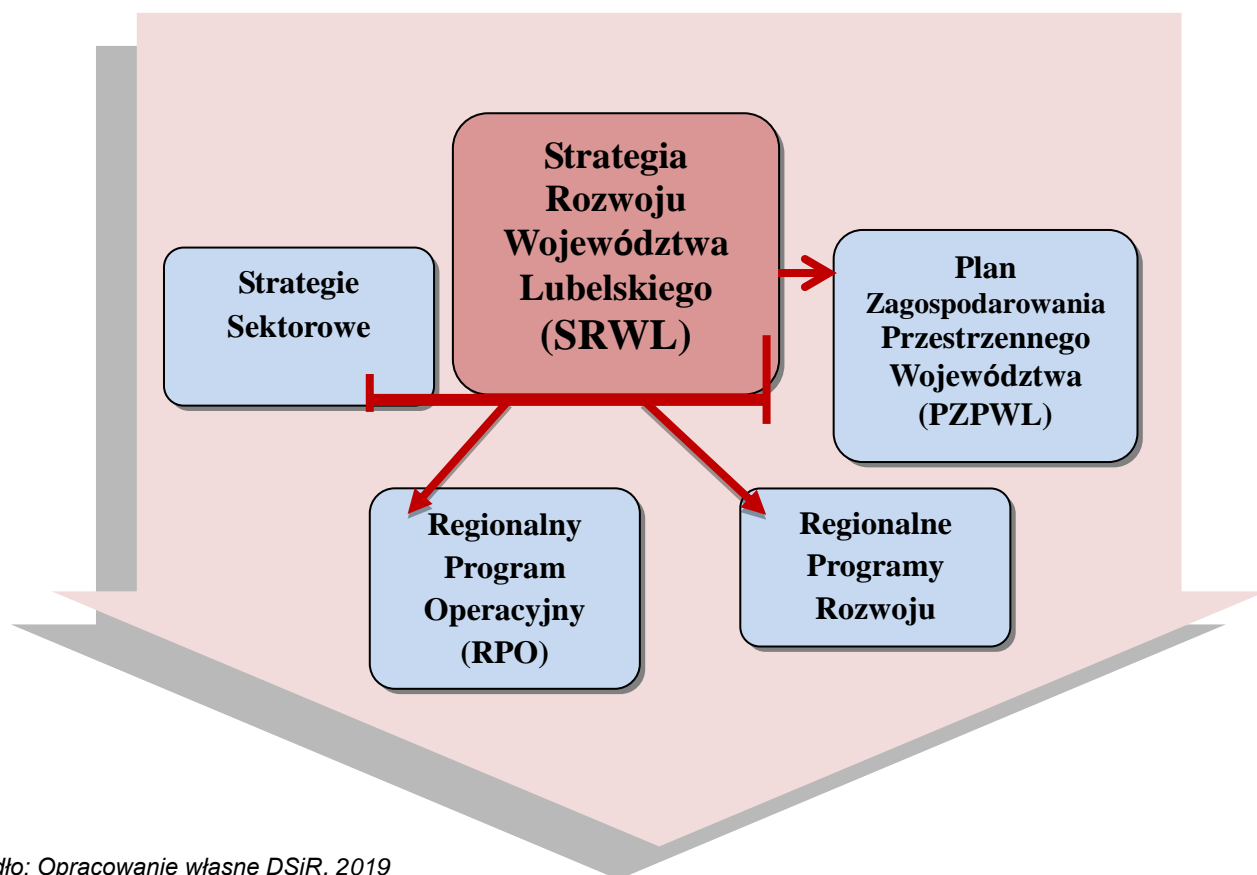 Strategia
Rozwoju
Województwa
Lubelskiego
(SRWL)
Strategie
Sektorowe
Plan
Zagospodarowania
Przestrzennego
Województwa
(PZPWL)
Regionalny
Program
Operacyjny
(RPO)
Regionalne
Programy
Rozwoju
dło: Opracowanie własne DSiR, 2019